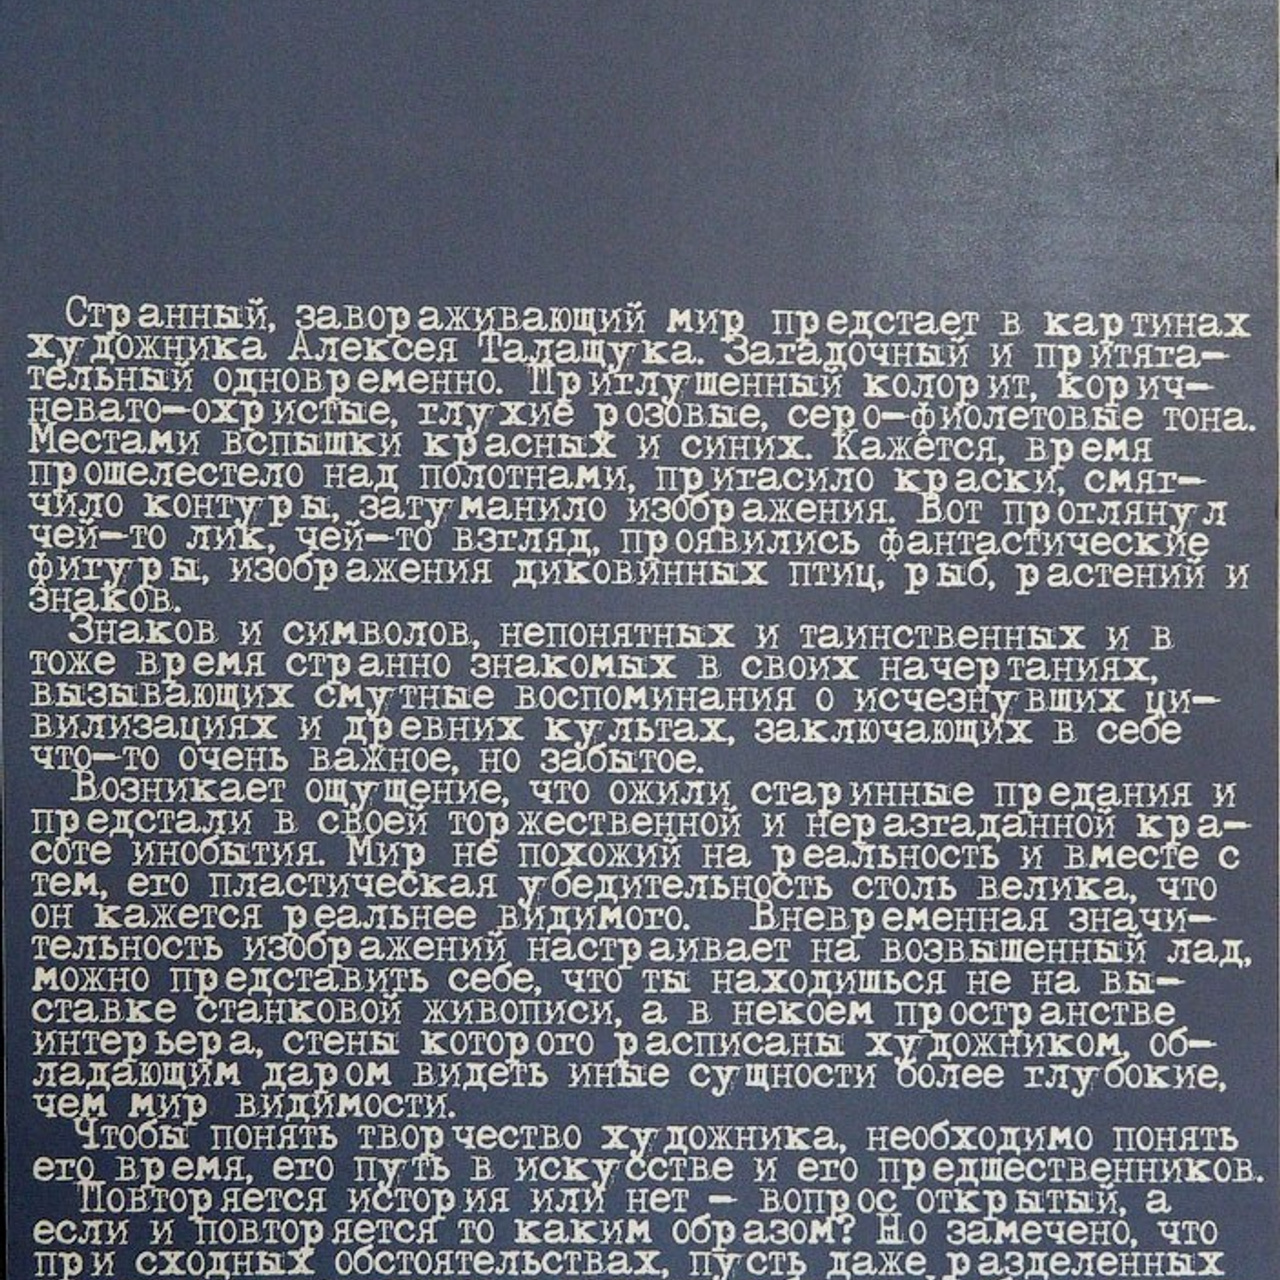 Странный, завораживающий мир предстает в картинах
художника Алексея Талащука. Загадочный и притяга-
тельный одновременно. Приглушенный колорит, корич-
невато-охристые, глухие розовые, серо-фиолетовые тона.
Местами вспышки красных и синих. Кажется, время
прошелестело над полотнами, пригасило краски, смяг-
чило контуры, затуманило изображения. Вот проглянул
чей-то лик, чей-то взгляд, проявились фантастические
фигуры, изображения диковинных птиц, рыб, растений и
знаков.
Знаков и символов, непонятных и таинственных и в
тоже время странно знакомых в своих начертаниях,
вызывающих смутные воспоминания о исчезнувших ци-
вилизациях и древних культах, заключающих в себе
что-то очень важное, но забытое.
Возникает ощущение, что ожили старинные предания и
предстали в своей торжественной и неразгаданной кра-
соте инобытия. Мир не похожий на реальность и вместе с
тем, его пластическая убедительность столь велика, что
он кажется реальнее видимого. Вневременная значи-
тельность изображений настраивает на возвышенный лад,
можно представить себе, что ты находишься не на вы-
ставке станковой живописи, а в некоем пространстве
интерьера, стены которого расписаны художником, об-
ладающим даром видеть иные сущности более глубокие,
чем мир видимости.
Чтобы понять творчество художника, необходимо понять
его время, его путь в искусстве и его предшественников.
Повторяется история или нет - вопрос открытый, а
если и повторяется то каким образом? Но замечено, что
при сходных обстоятельствах, пусть даже разделенных